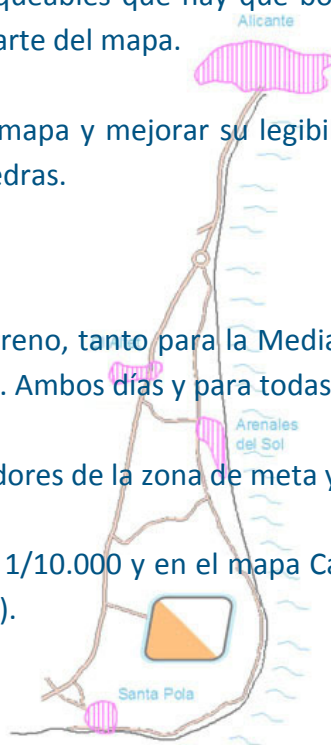 queables que hay que bo
Alicante
arte del mapa.
mapa y mejorar su legibi
edras.
reno, tanto para la Media
. Ambos días y para todas
Arenales
del Sol
dores de la zona de meta y
1/10.000 y en el mapa Ca
).
Santa Pola